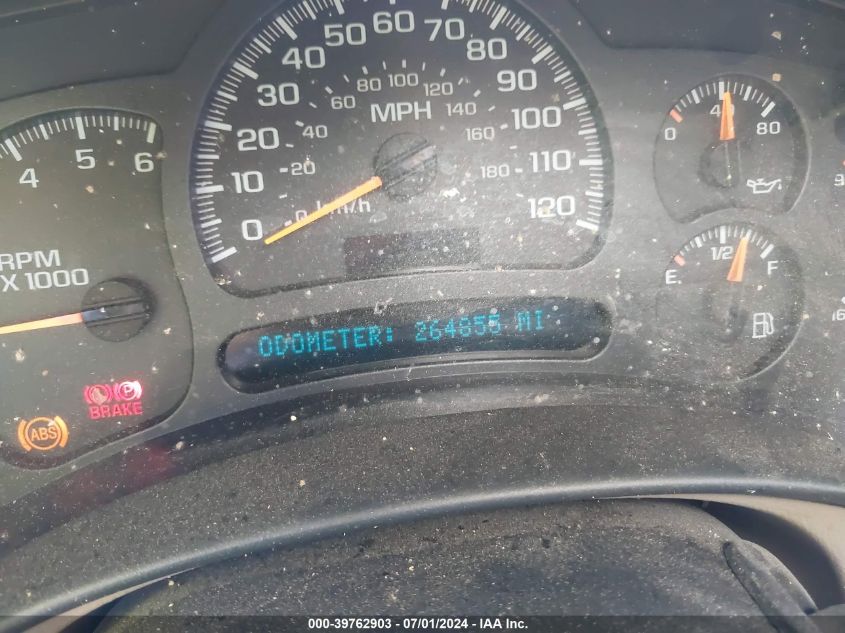 4 5 6
RPM
X 1000
0 10 20 30 40 50 60 70 80 90 100 110 120
0 20 40 60 80 100 120 140 160 180
MPH
km/h
ODOMETER: 264855 MI
BRAKE
P
ABS
0 4 80
E 1/2 F
000-39762903 - 07/01/2024 - IAA Inc.